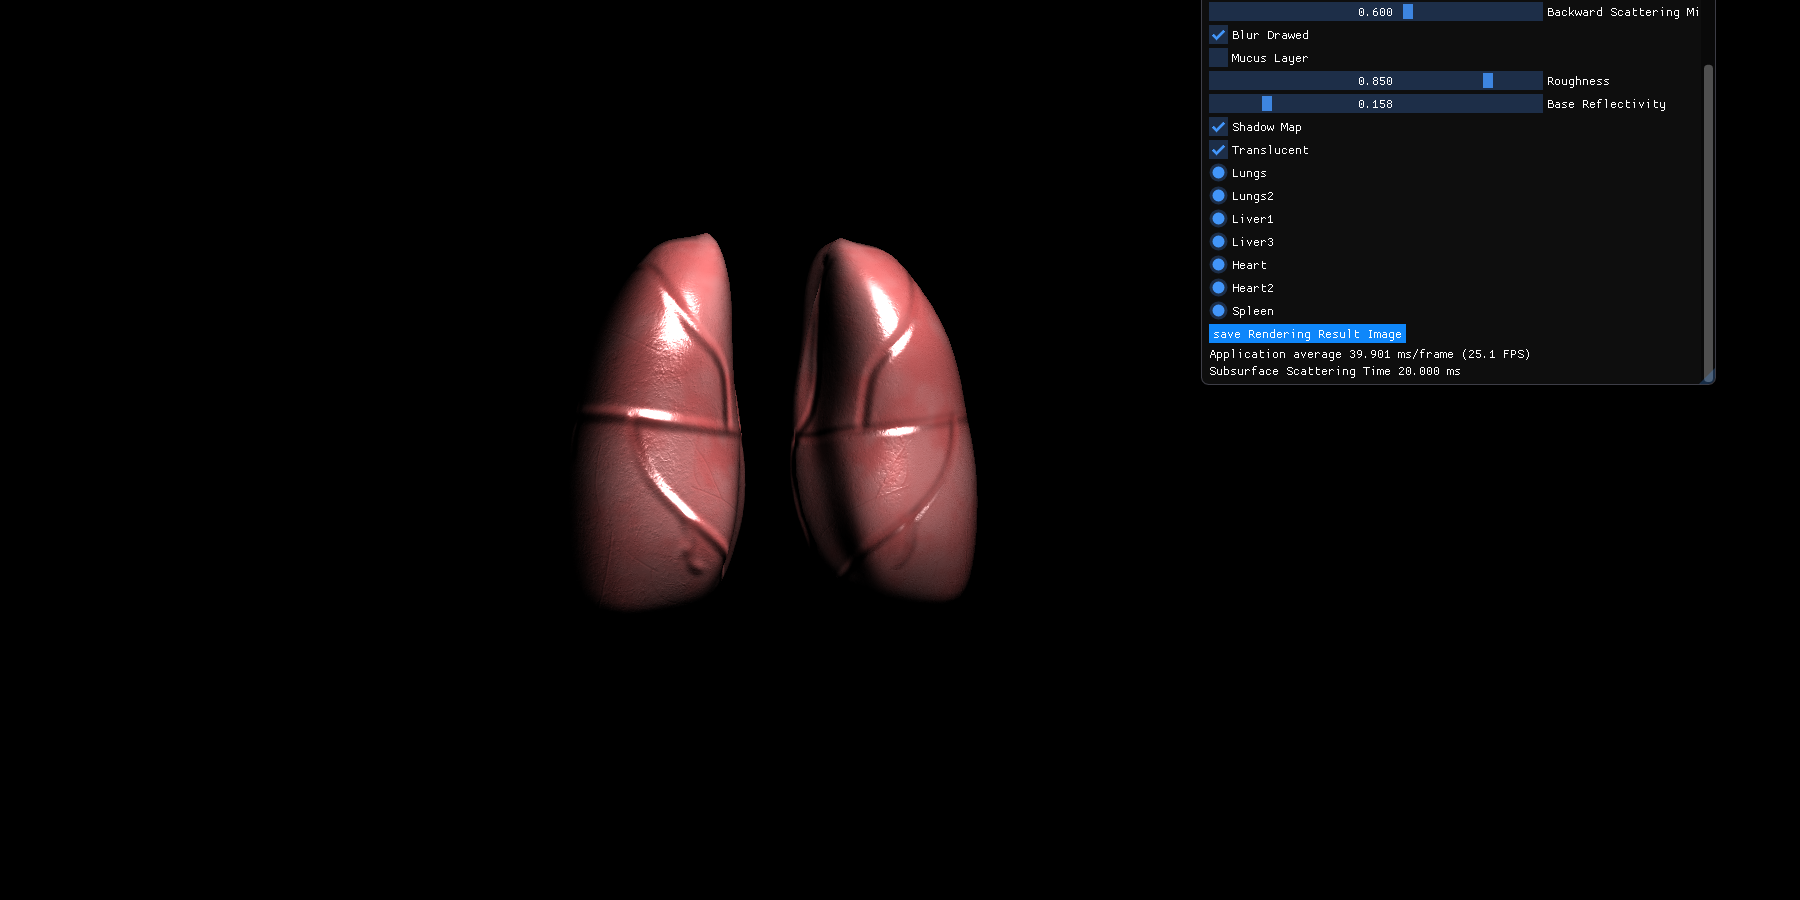 0.600 Backward Scattering Mi
Blur Drawed
Mucus Layer
0.850 Roughness
0.158 Base Reflectivity
Shadow Map
Translucent
Lungs
Lungs2
Liver1
Liver3
Heart
Heart2
Spleen
save Rendering Result Image
Application average 39.901 ms/frame (25.1 FPS)
Subsurface Scattering Time 20.000 ms